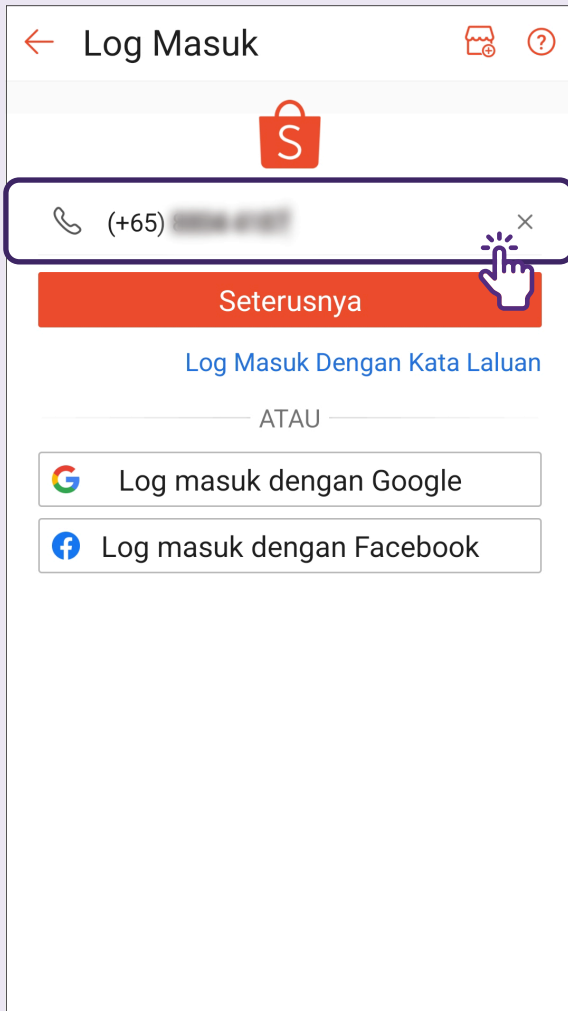 Log Masuk
S
(+65)
Seterusnya
Log Masuk Dengan Kata Laluan
ATAU
Log masuk dengan Google
Log masuk dengan Facebook